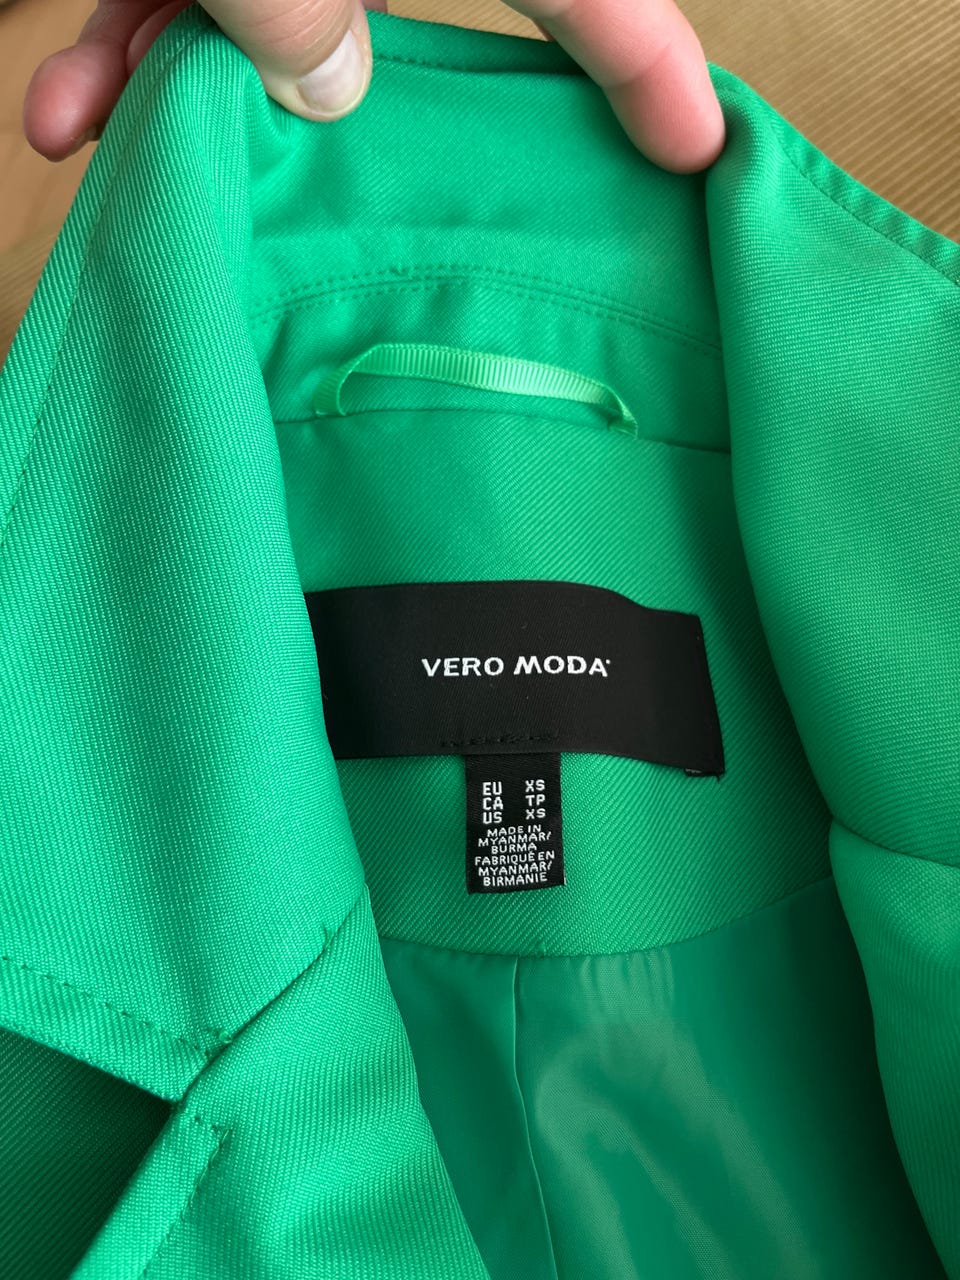 VERO MODA
EU XS
CA TP
US XS
MADE IN
MYANMAR/
BURMA
FABRIQUÉ EN
MYANMAR/
BIRMANIE